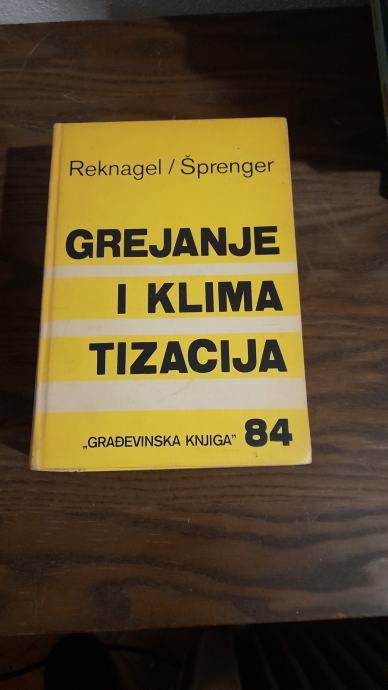 Reknagel / Šprenger
GREJANJE
I KLIMA
TIZACIJA
„GRAĐEVINSKA KNJIGA” 84